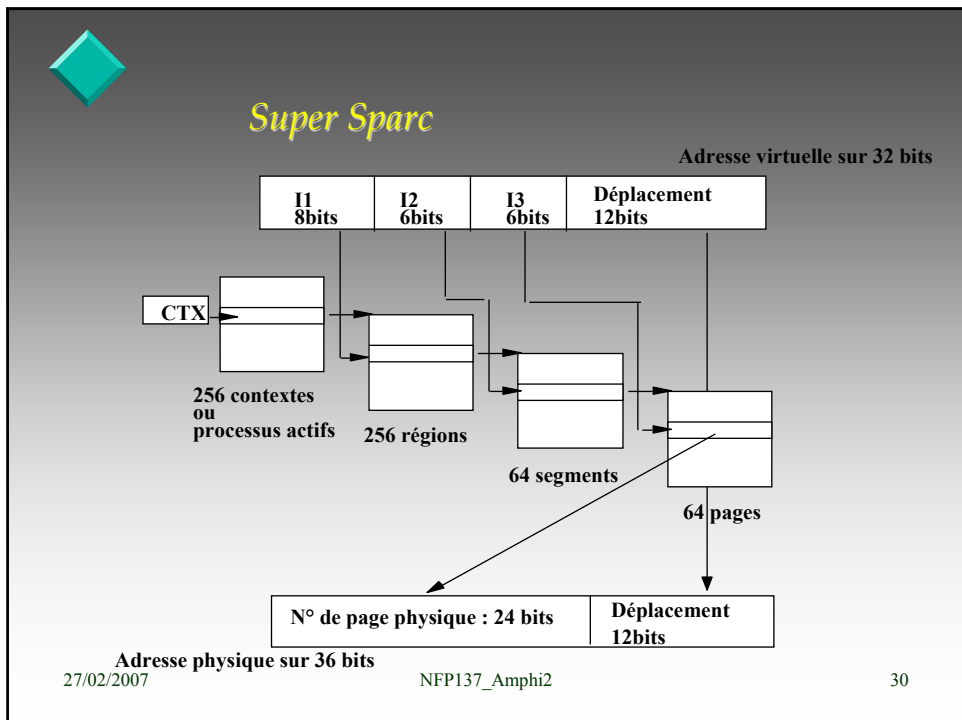 Super Sparc
Adresse virtuelle sur 32 bits
I1
8bits
I2
6bits
I3
6bits
Déplacement
12bits
CTX
256 contextes
ou
processus actifs
256 régions
64 segments
64 pages
N° de page physique : 24 bits
Déplacement
12bits
Adresse physique sur 36 bits
27/02/2007
NFP137_Amphi2
30